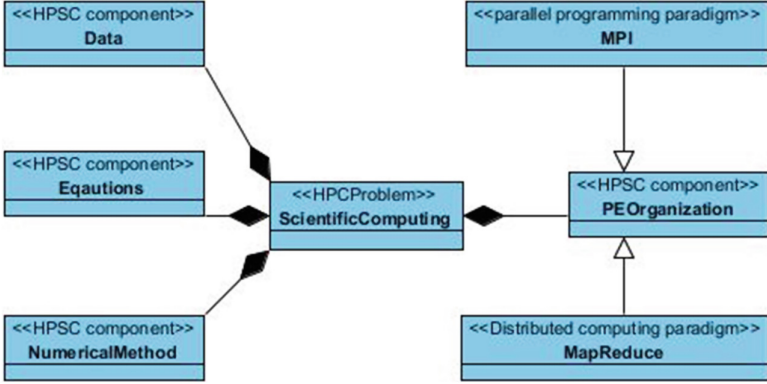 <<HPSC component>>
Data
<<parallel programming paradigm>>
MPI
<<HPSC component>>
Eqautions
<<HPCProblem>>
ScientificComputing
<<HPSC component>>
PEOrganization
<<HPSC component>>
NumericalMethod
<<Distributed computing paradigm>>
MapReduce